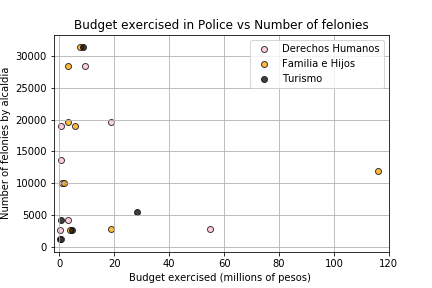 Budget exercised in Police vs Number of felonies
Derechos Humanos
Familia e Hijos
Turismo
Number of felonies by alcaldia
30000
25000
20000
15000
10000
5000
0
0 20 40 60 80 100 120
Budget exercised (millions of pesos)